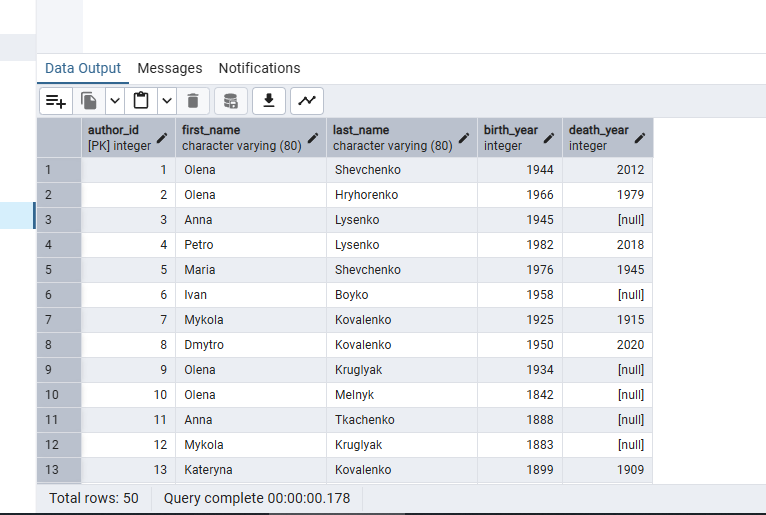 Data Output Messages Notifications
author_id first_name last_name birth_year death_year
[PK] integer character varying (80) character varying (80) integer integer
1 1 Olena Shevchenko 1944 2012
2 2 Olena Hryhorenko 1966 1979
3 3 Anna Lysenko 1945 [null]
4 4 Petro Lysenko 1982 2018
5 5 Maria Shevchenko 1976 1945
6 6 Ivan Boyko 1958 [null]
7 7 Mykola Kovalenko 1925 1915
8 8 Dmytro Kovalenko 1950 2020
9 9 Olena Kruglyak 1934 [null]
10 10 Olena Melnyk 1842 [null]
11 11 Anna Tkachenko 1888 [null]
12 12 Mykola Kruglyak 1883 [null]
13 13 Kateryna Kovalenko 1899 1909
Total rows: 50 Query complete 00:00:00.178